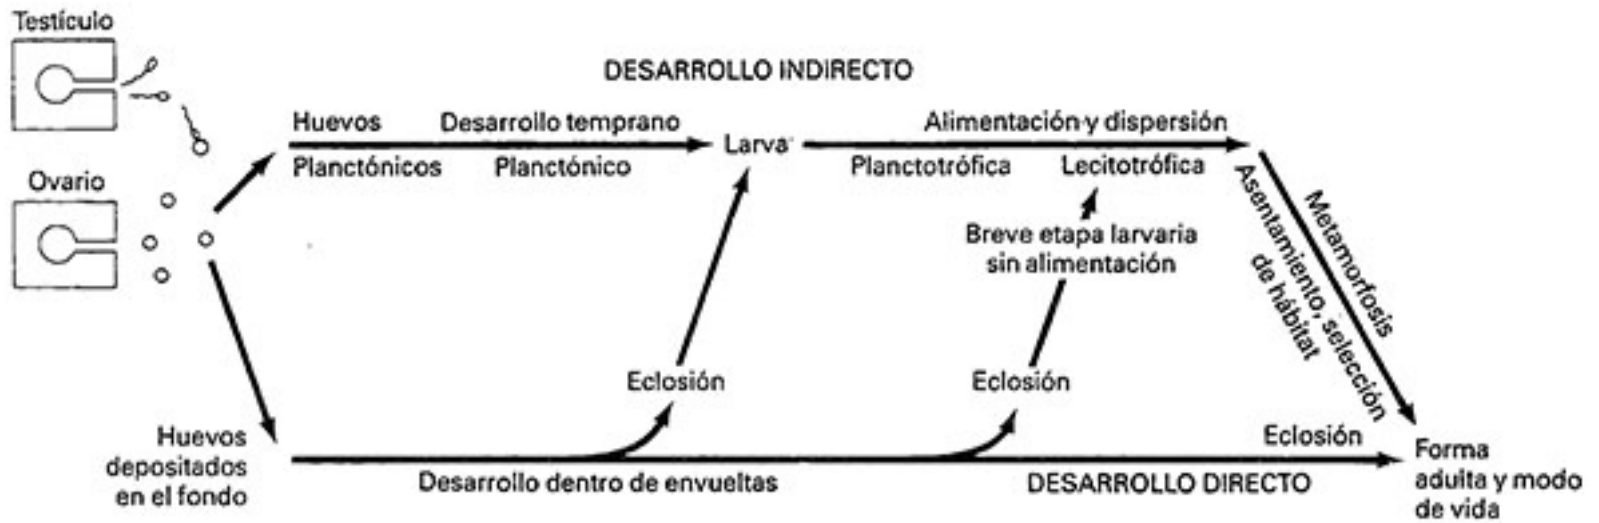 Testículo
DESARROLLO INDIRECTO
Huevos
Desarrollo temprano
Larva
Alimentación y dispersión
Planctónicos
Planctónico
Planctotrófica
Lecitotrófica
Ovario
Breve etapa larvaria
sin alimentación
Metamorfosis
Asentamiento, selección
de hábitat
Eclosión
Eclosión
Huevos
depositados
en el fondo
Eclosión
Desarrollo dentro de envueltas
DESARROLLO DIRECTO
Forma
aduita y modo
de vida